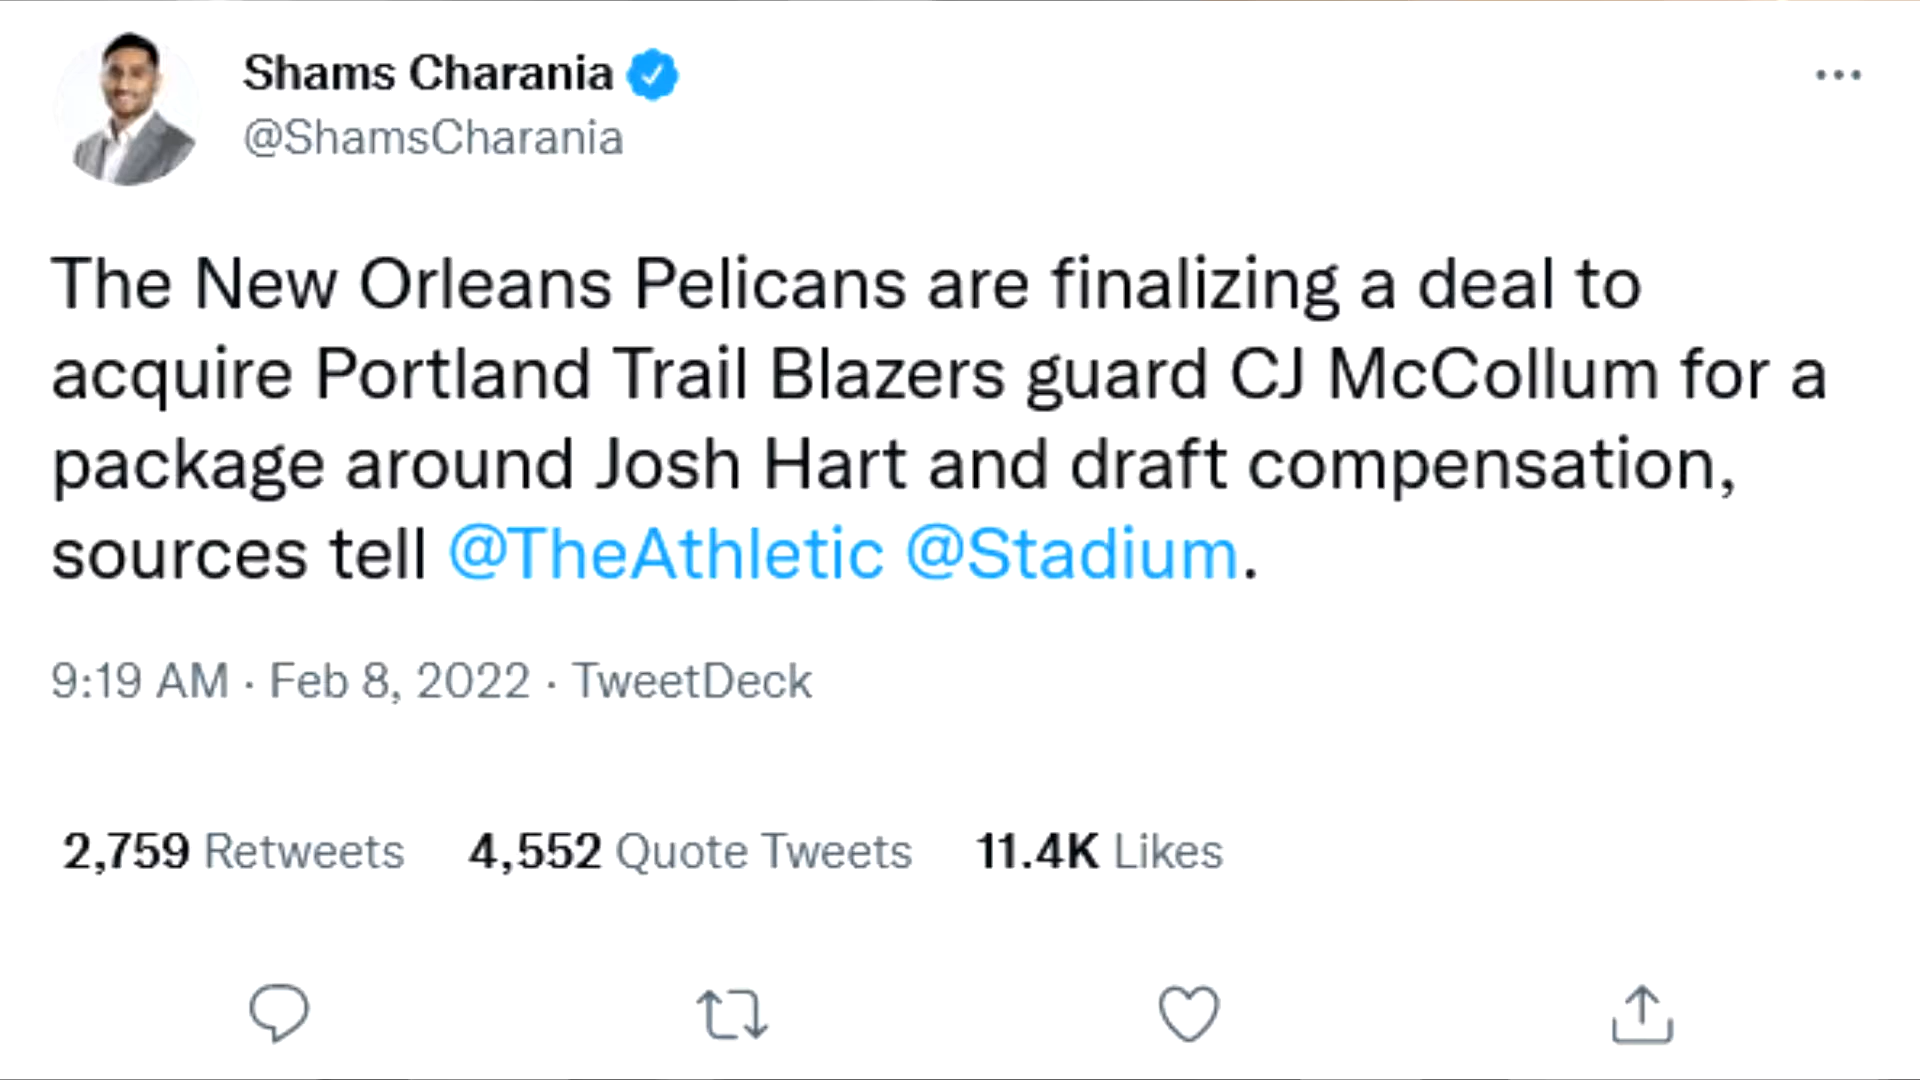 Shams Charania
@ShamsCharania
The New Orleans Pelicans are finalizing a deal to
acquire Portland Trail Blazers guard CJ McCollum for a
package around Josh Hart and draft compensation,
sources tell @TheAthletic @Stadium.
9:19 AM · Feb 8, 2022 · TweetDeck
2,759 Retweets 4,552 Quote Tweets 11.4K Likes